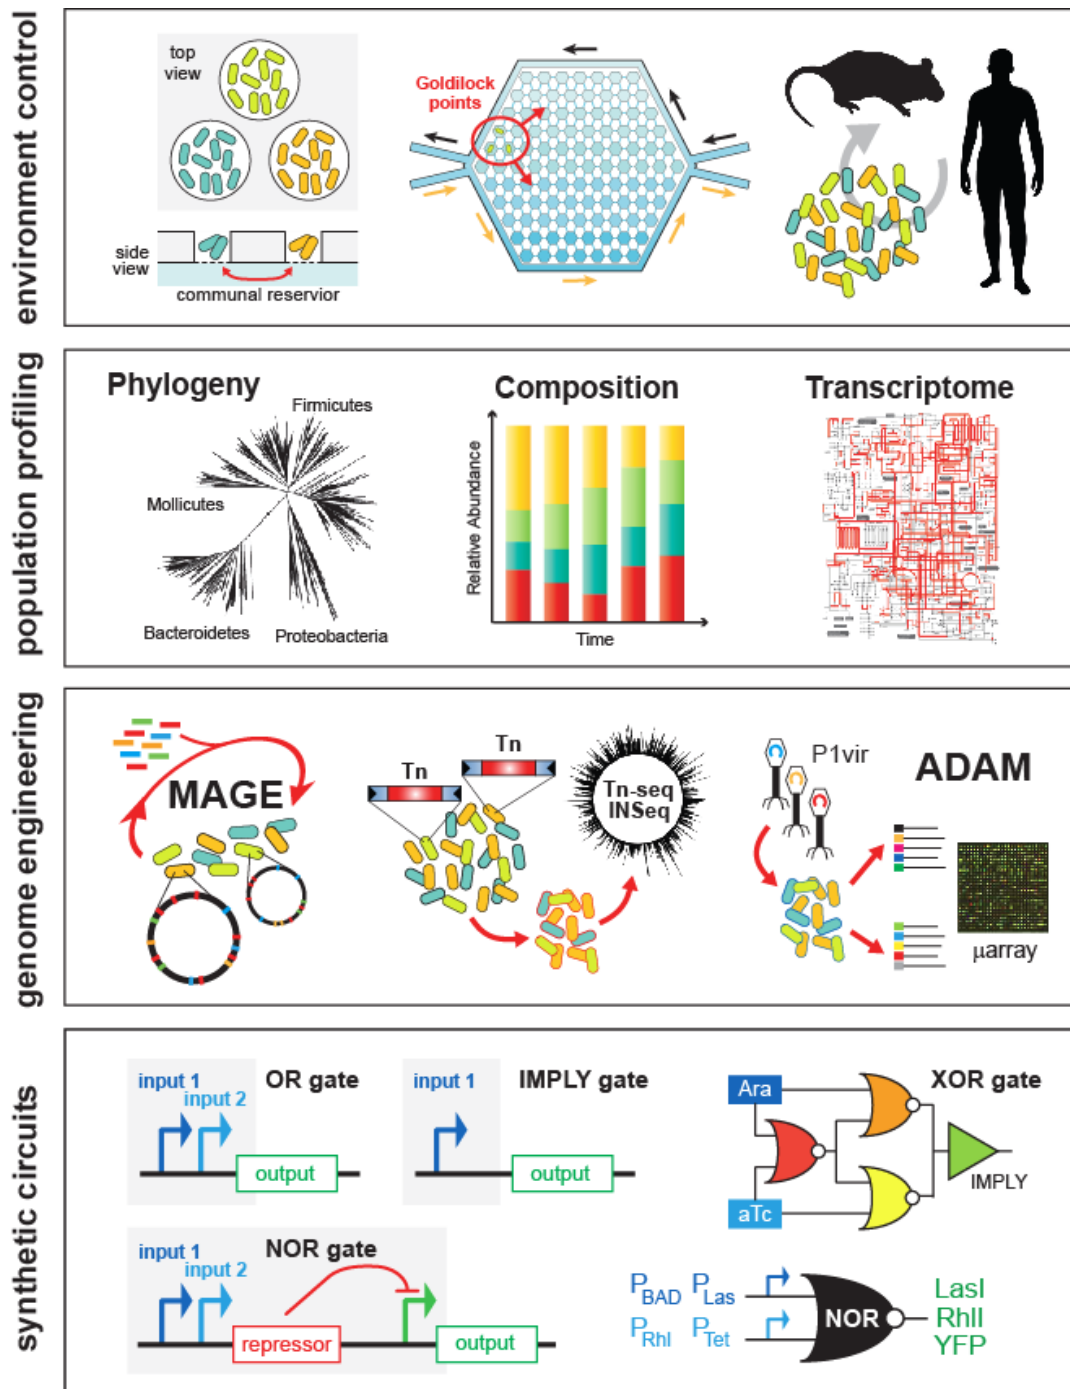 environment control
top
view
side
view
communal reservior
Goldilock
points
population profiling
Phylogeny
Firmicutes
Mollicutes
Bacteroidetes
Proteobacteria
Composition
Relative Abundance
Time
Transcriptome
genome engineering
MAGE
Tn
Tn
Tn-seq
INSeq
P1vir
ADAM
µarray
synthetic circuits
input 1
input 2
OR gate
output
input 1
IMPLY gate
output
Ara
XOR gate
IMPLY
aTc
input 1
input 2
NOR gate
repressor
output
PBAD PLas
PRhl PTet
NOR
LasI
RhlI
YFP